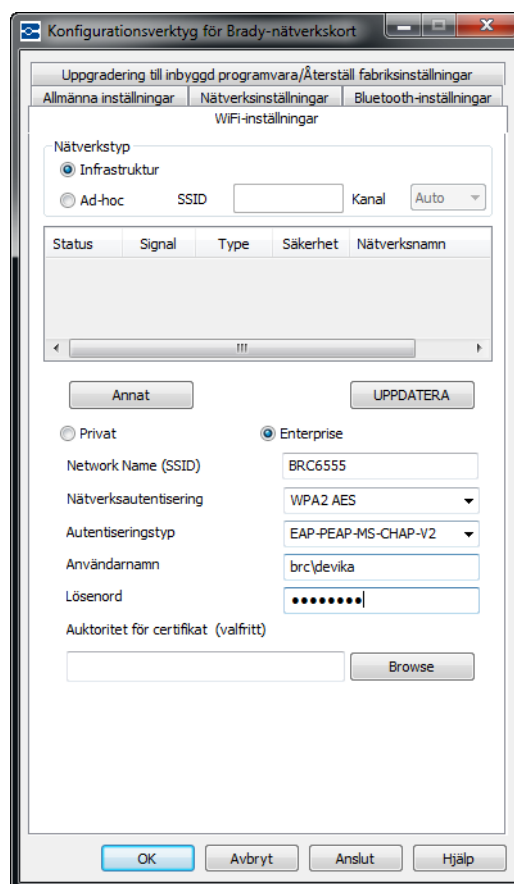 Konfigurationsverktyg för Brady-nätverkskort
Uppgradering till inbyggd programvara/Återställ fabriksinställningar
Allmänna inställningar Nätverksinställningar Bluetooth-inställningar
WiFi-inställningar
Nätverkstyp
Infrastruktur
Ad-hoc SSID Kanal Auto
Status Signal Type Säkerhet Nätverksnamn
Annat UPPDATERA
Privat Enterprise
Network Name (SSID) BRC6555
Nätverksautentisering WPA2 AES
Autentiseringstyp EAP-PEAP-MS-CHAP-V2
Användarnamn brc\devika
Lösenord ●●●●●●●●
Auktoritet för certifikat (valfritt)
Browse
OK Avbryt Anslut Hjälp